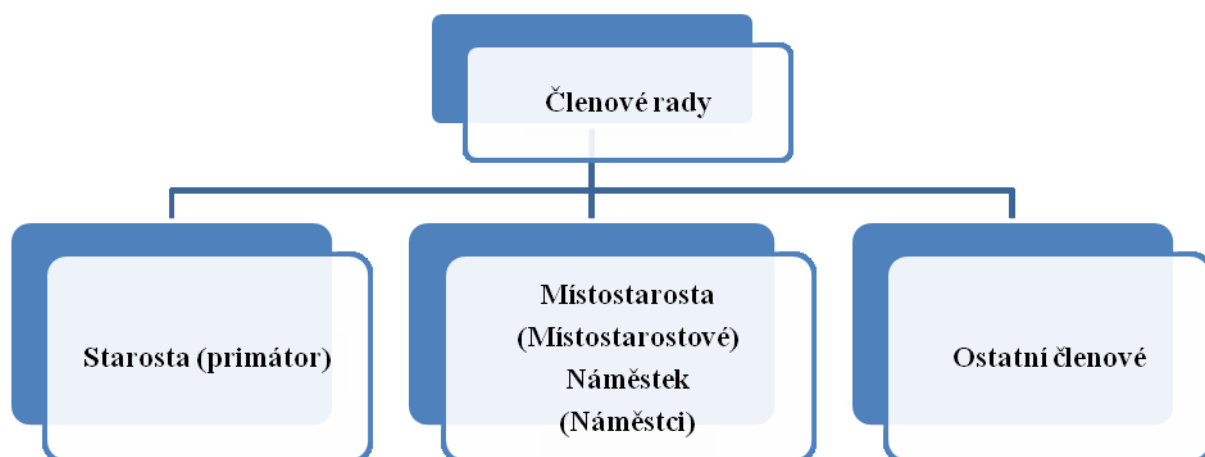 Členové rady
Starosta (primátor)
Místostarosta
(Místostarostové)
Náměstek
(Náměstci)
Ostatní členové